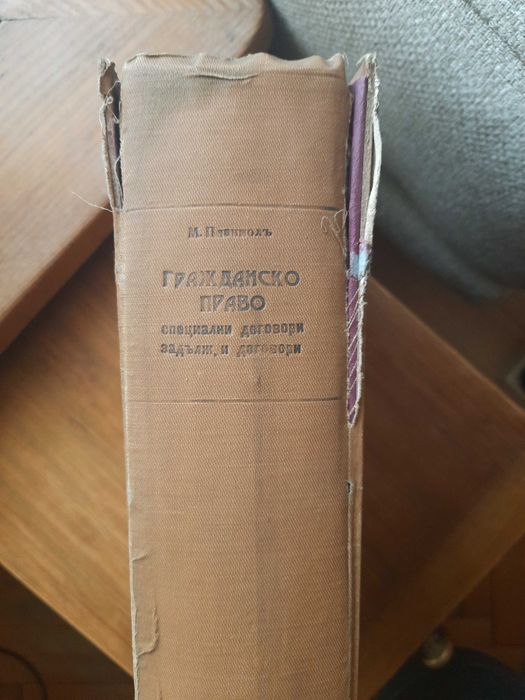 М. Планиолъ
ГРАЖДАНСКО
ПРАВО
специални договори
задълж, и договори